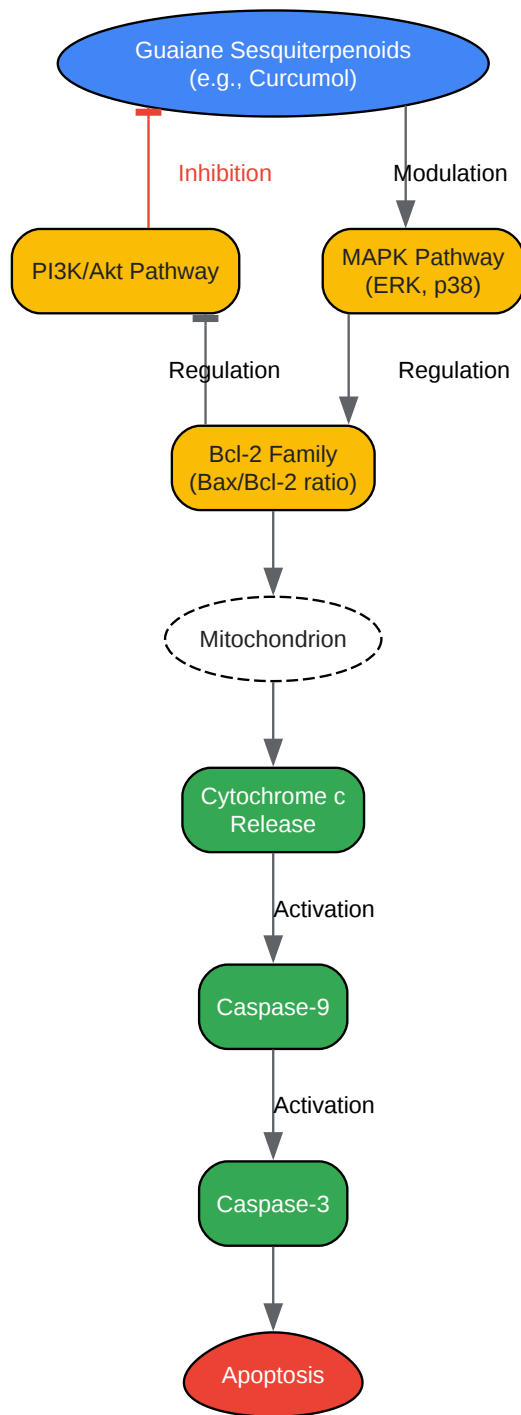 Guaiane Sesquiterpenoids
(e.g., Curcumol)
Inhibition
Modulation
PI3K/Akt Pathway
MAPK Pathway
(ERK, p38)
Regulation
Regulation
Bcl-2 Family
(Bax/Bcl-2 ratio)
Mitochondrion
Cytochrome c
Release
Activation
Caspase-9
Activation
Caspase-3
Apoptosis